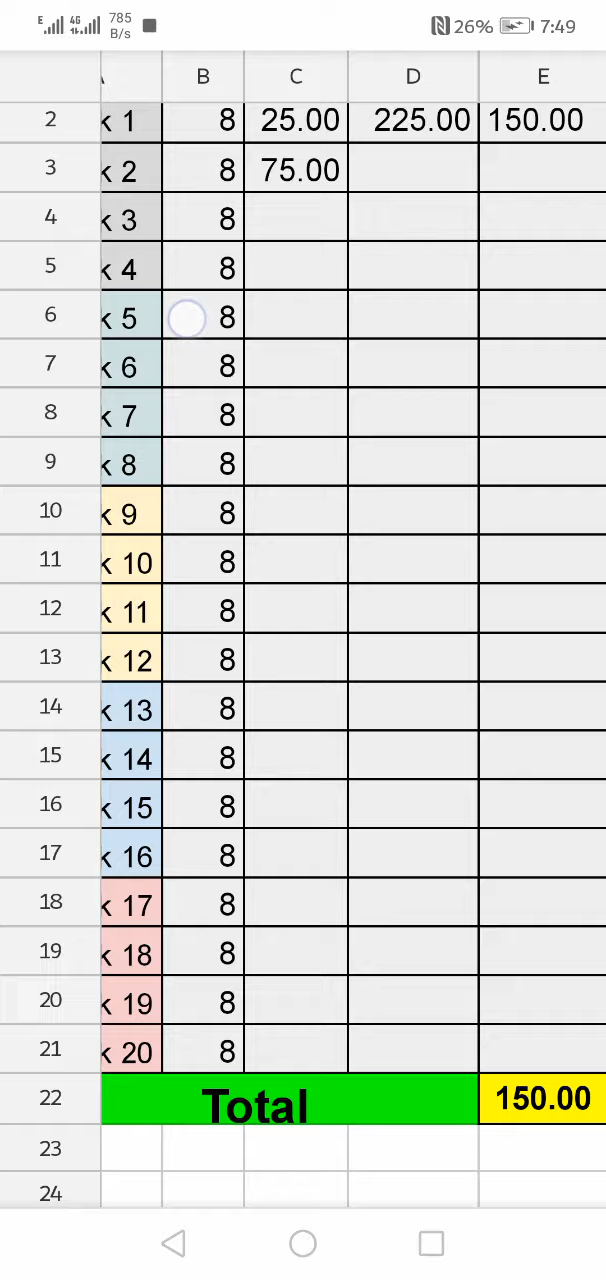 E 4G 785 B/s 26% 7:49
B C D E
2 k 1 8 25.00 225.00 150.00
3 k 2 8 75.00
4 k 3 8
5 k 4 8
6 k 5 8
7 k 6 8
8 k 7 8
9 k 8 8
10 k 9 8
11 k 10 8
12 k 11 8
13 k 12 8
14 k 13 8
15 k 14 8
16 k 15 8
17 k 16 8
18 k 17 8
19 k 18 8
20 k 19 8
21 k 20 8
22 Total 150.00
23
24